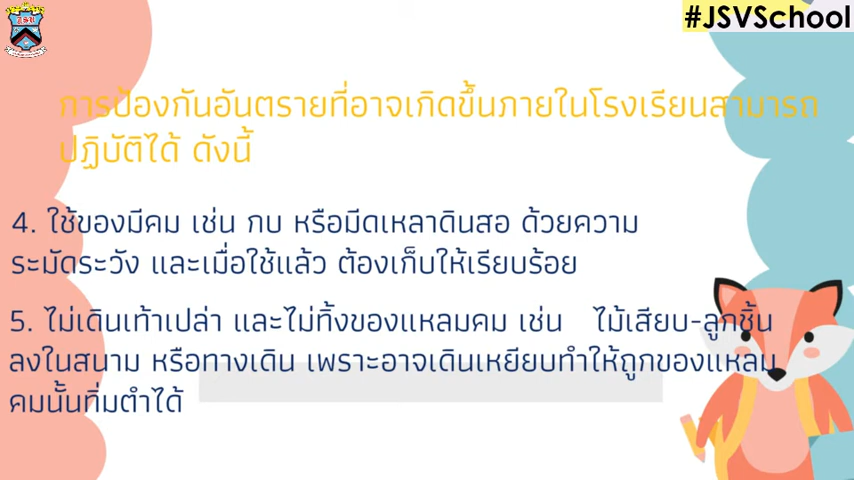 #JSVSchool
JSV
การป้องกันอันตรายที่อาจเกิดขึ้นภายในโรงเรียนสามารถ
ปฏิบัติได้ ดังนี้
4. ใช้ของมีคม เช่น กบ หรือมีดเหลาดินสอ ด้วยความ
ระมัดระวัง และเมื่อใช้แล้ว ต้องเก็บให้เรียบร้อย
5. ไม่เดินเท้าเปล่า และไม่ทิ้งของแหลมคม เช่น ไม้เสียบ-ลูกชิ้น
ลงในสนาม หรือทางเดิน เพราะอาจเดินเหยียบทำให้ถูกของแหลม
คมนั้นทิ่มตำได้